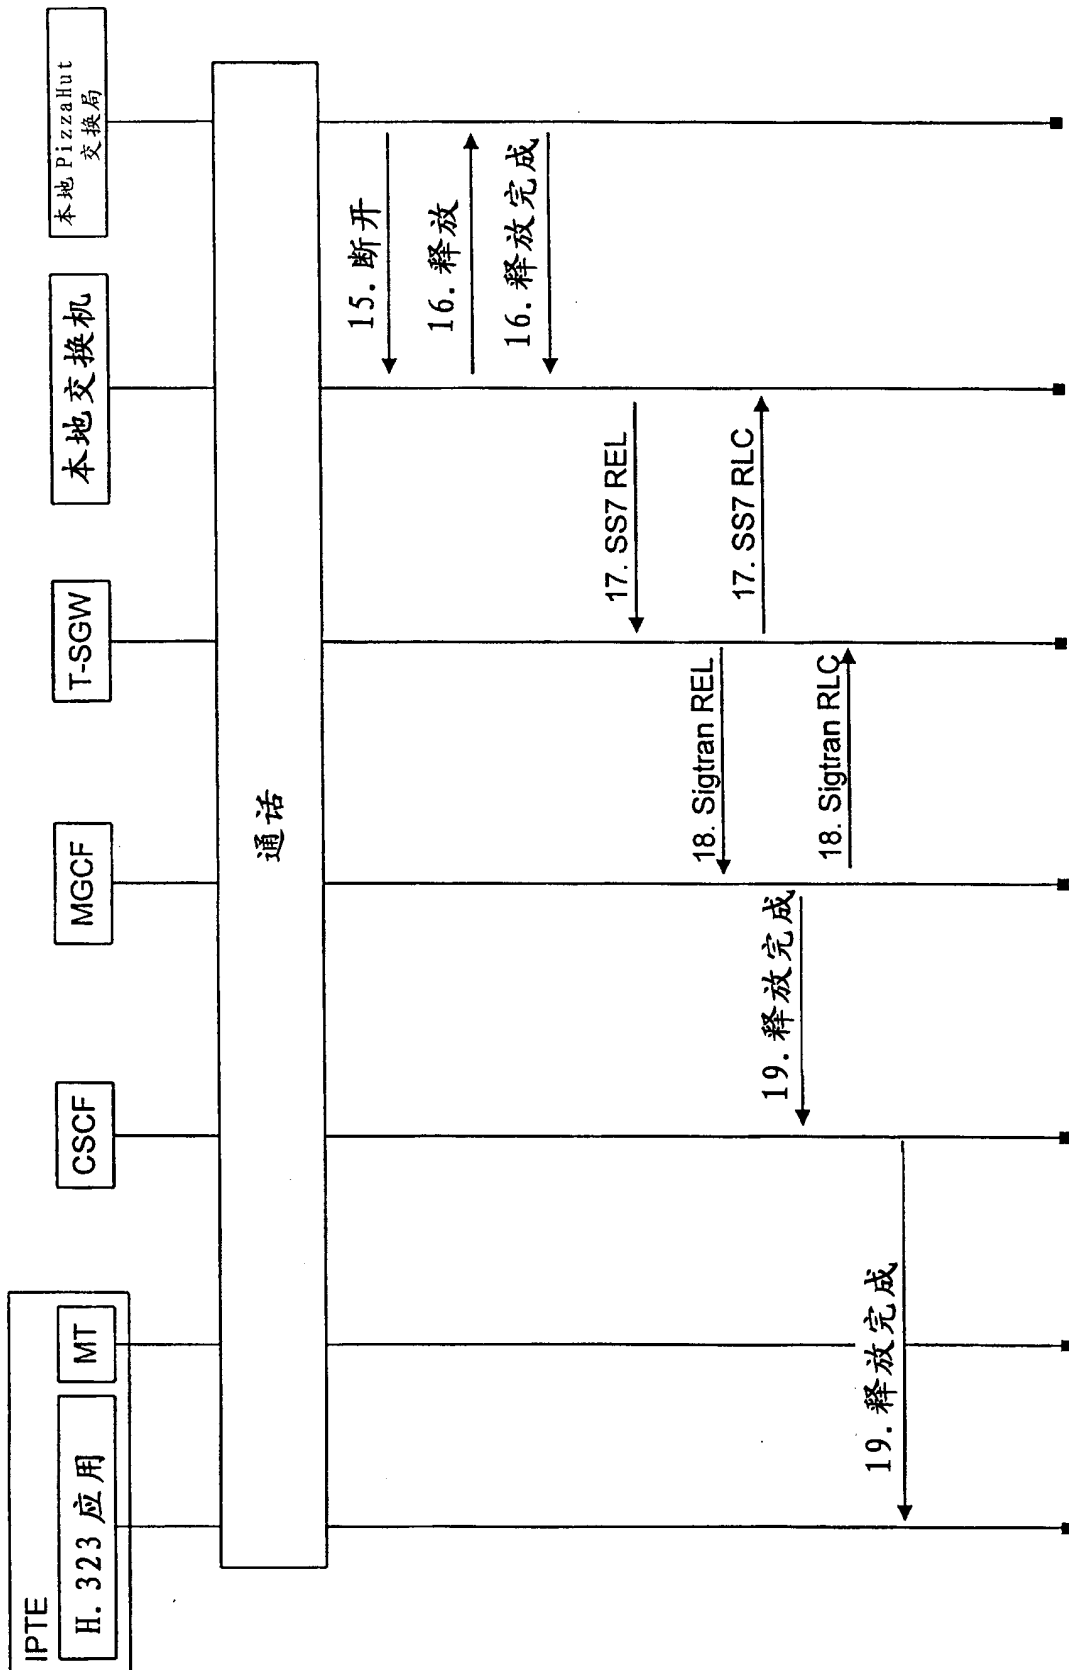 IPTE
H.323 应用
MT
CSCF
MGCF
T-SGW
本地交换机
本地PizzaHut
交换局
通话
15.断开
16.释放
16.释放完成
17. SS7 REL
18. Sigtran REL
17. SS7 RLC
19.释放完成
18. Sigtran RLC
19.释放完成